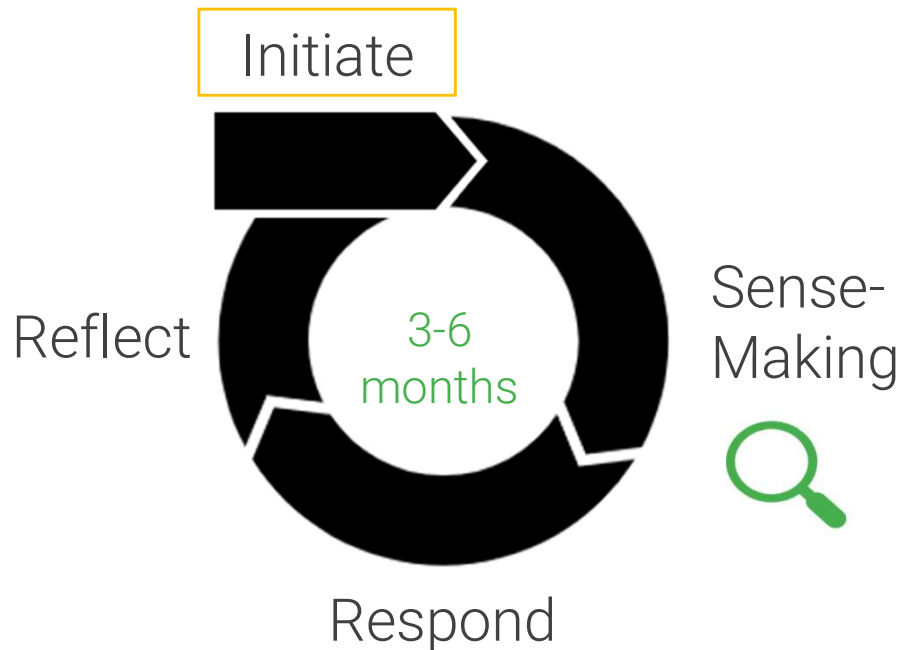 Initiate
Sense-
Making
Reflect
3-6
months
Respond